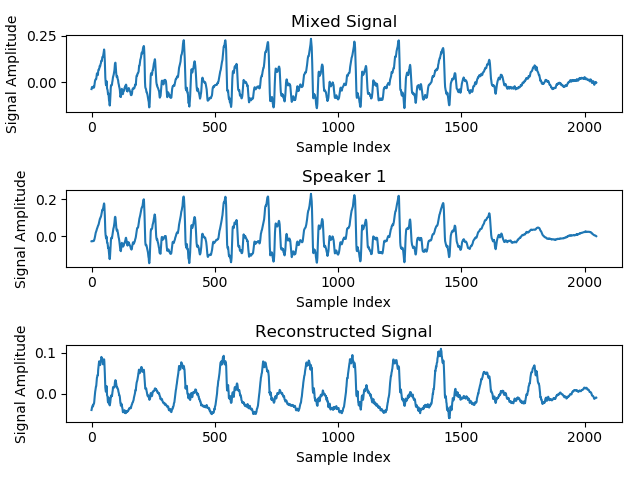 Mixed Signal
Signal Amplitude
0.25
0.00
0
500
1000
1500
2000
Sample Index
Speaker 1
Signal Amplitude
0.2
0.0
0
500
1000
1500
2000
Sample Index
Reconstructed Signal
Signal Amplitude
0.1
0.0
0
500
1000
1500
2000
Sample Index